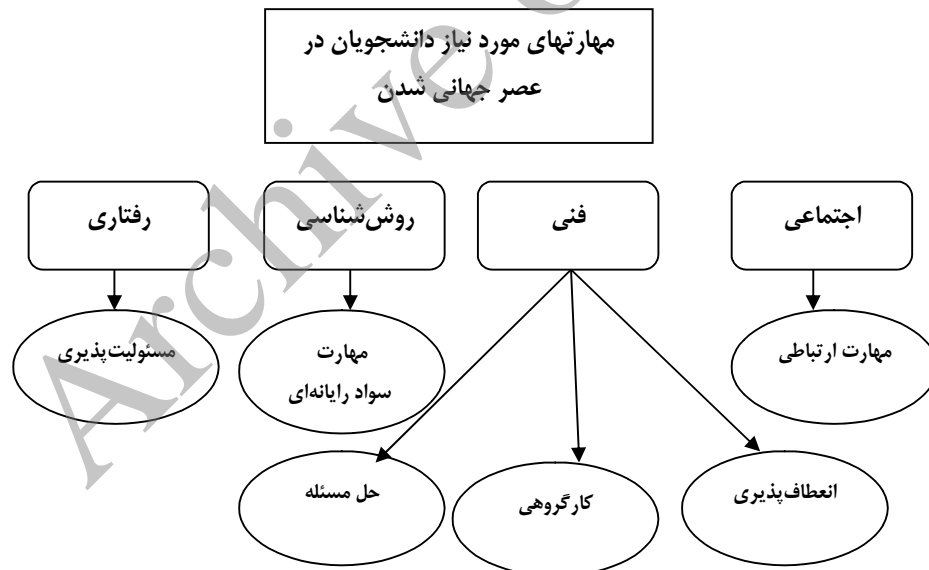 مهارتهای مورد نیاز دانشجویان در
عصر جهانی شدن
اجتماعی
فنی
روش‌شناسی
رفتاری
مهارت ارتباطی
مهارت
سواد رایانه‌ای
مسئولیت‌پذیری
انعطاف‌پذیری
کارگروهی
حل مسئله
Archive